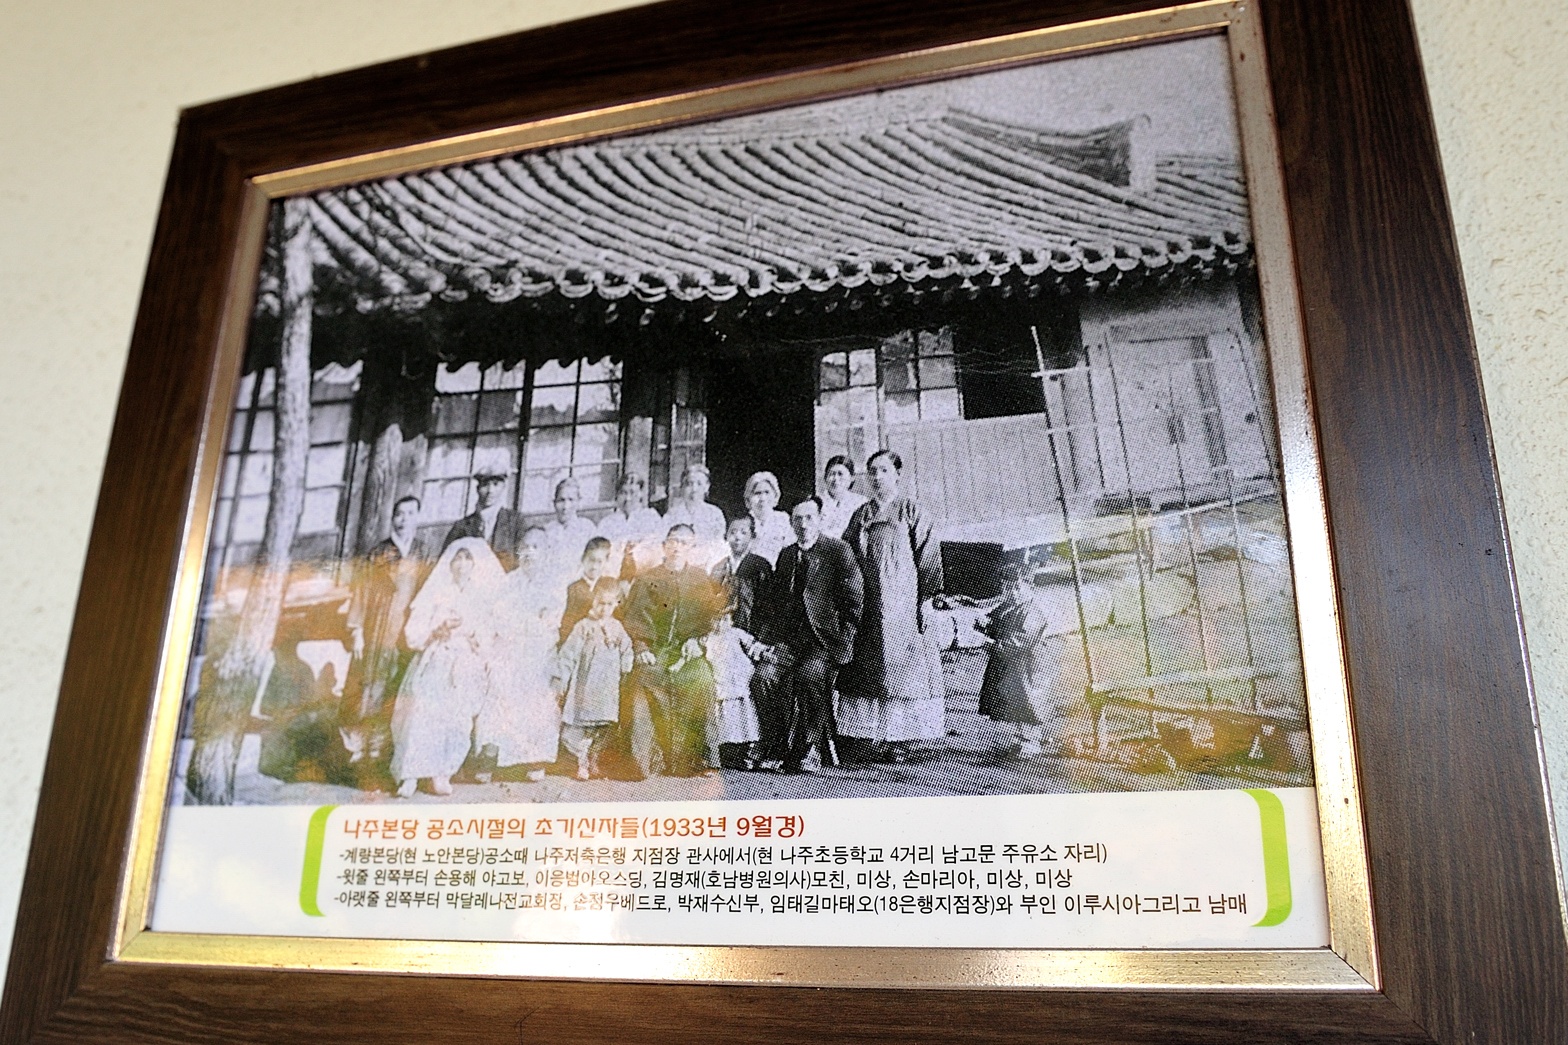 나주본당 공소시절의 초기신자들(1933년 9월경)
-계량본당(현 노안본당)공소때 나주저축은행 지점장 관사에서(현 나주초등학교 4거리 남고문 주유소 자리)
-윗줄 왼쪽부터 손용해 야고보, 이응범아오스딩, 김명재(호남병원의사)모친, 미상, 손마리아, 미상, 미상
-아랫줄 왼쪽부터 막달레나전교회장, 손점우베드로, 박재수신부, 임태길마태오(18은행지점장)와 부인 이루시아그리고 남매